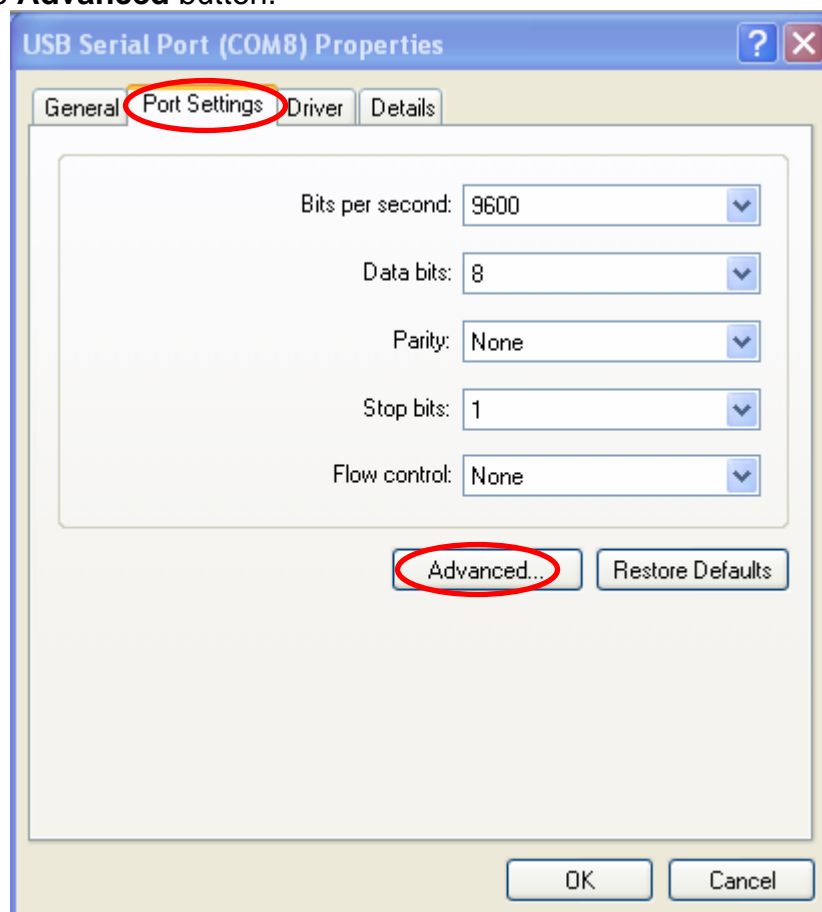 Advanced button.
USB Serial Port (COM8) Properties
General Port Settings Driver Details
Bits per second: 9600
Data bits: 8
Parity: None
Stop bits: 1
Flow control: None
Advanced... Restore Defaults
OK Cancel